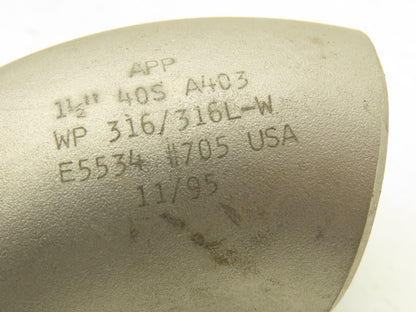 APP
1½" 40S A403
WP 316/316L-W
E5534 #705 USA
11/95